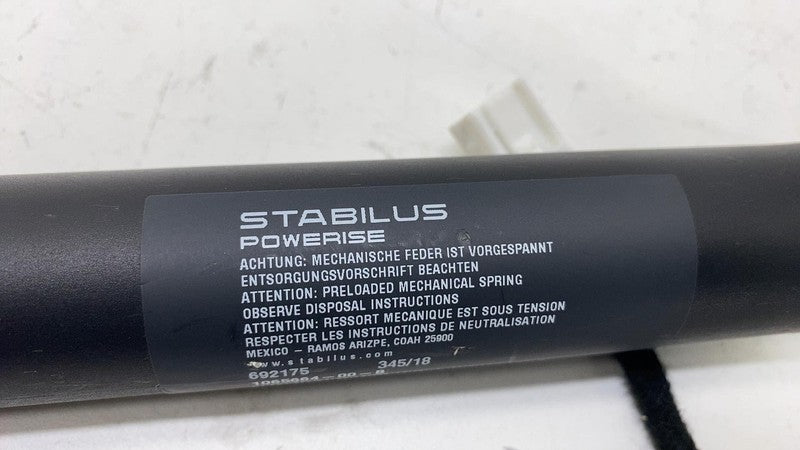 STABILUS
POWERISE
ACHTUNG: MECHANISCHE FEDER IST VORGESPANNT
ENTSORGUNGSVORSCHRIFT BEACHTEN
ATTENTION: PRELOADED MECHANICAL SPRING
OBSERVE DISPOSAL INSTRUCTIONS
ATTENTION: RESSORT MECANIQUE EST SOUS TENSION
RESPECTER LES INSTRUCTIONS DE NEUTRALISATION
MEXICO – RAMOS ARIZPE, COAH 25900
www.stabilus.com
692175 345/18